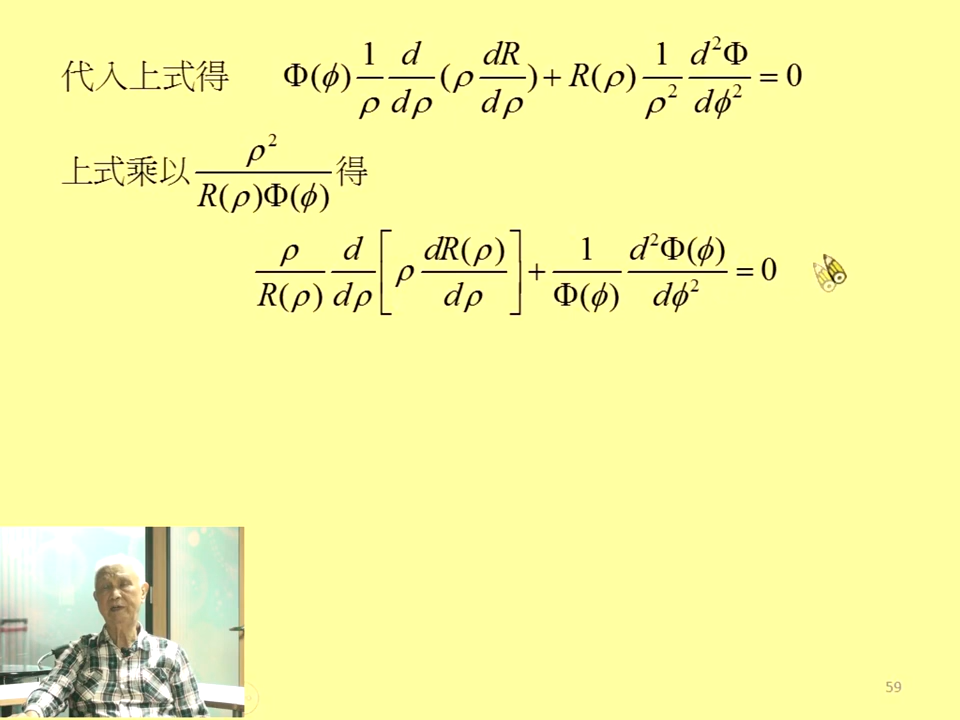 代入上式得 Φ(ϕ) 1/ρ d/dρ (ρ dR/dρ) + R(ρ) 1/ρ² d²Φ/dϕ² = 0
上式乘以 ρ²/R(ρ)Φ(ϕ) 得
ρ/R(ρ) d/dρ [ρ dR(ρ)/dρ] + 1/Φ(ϕ) d²Φ(ϕ)/dϕ² = 0
59